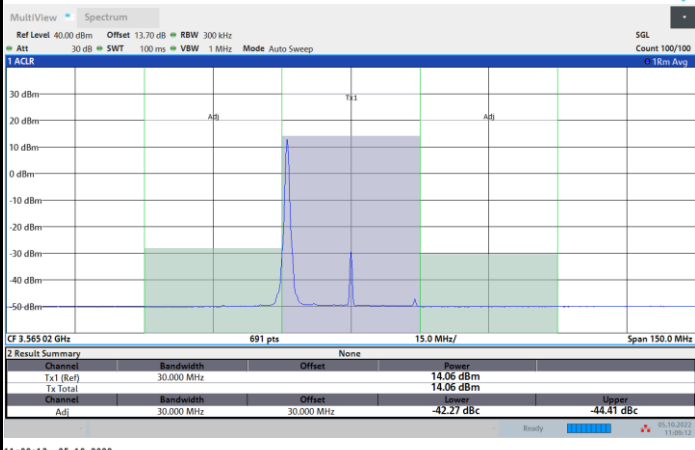 MultiView Spectrum
Ref Level 40.00 dBm Offset 13.70 dB RBW 300 kHz SGL
Att 30 dB SWT 100 ms VBW 1 MHz Mode Auto Sweep Count 100/100
1 ACLR 1Rm Avg
30 dBm
Tx1
20 dBm
Adj Adj
10 dBm
0 dBm
-10 dBm
-20 dBm
-30 dBm
-40 dBm
-50 dBm
CF 3.565 02 GHz 691 pts 15.0 MHz/ Span 150.0 MHz
2 Result Summary None
Channel Bandwidth Offset Power
Tx1 (Ref) 30.000 MHz 14.06 dBm
Tx Total 14.06 dBm
Channel Bandwidth Offset Lower Upper
Adj 30.000 MHz 30.000 MHz -42.27 dBc -44.41 dBc
Ready 05.10.2022
11:09:12